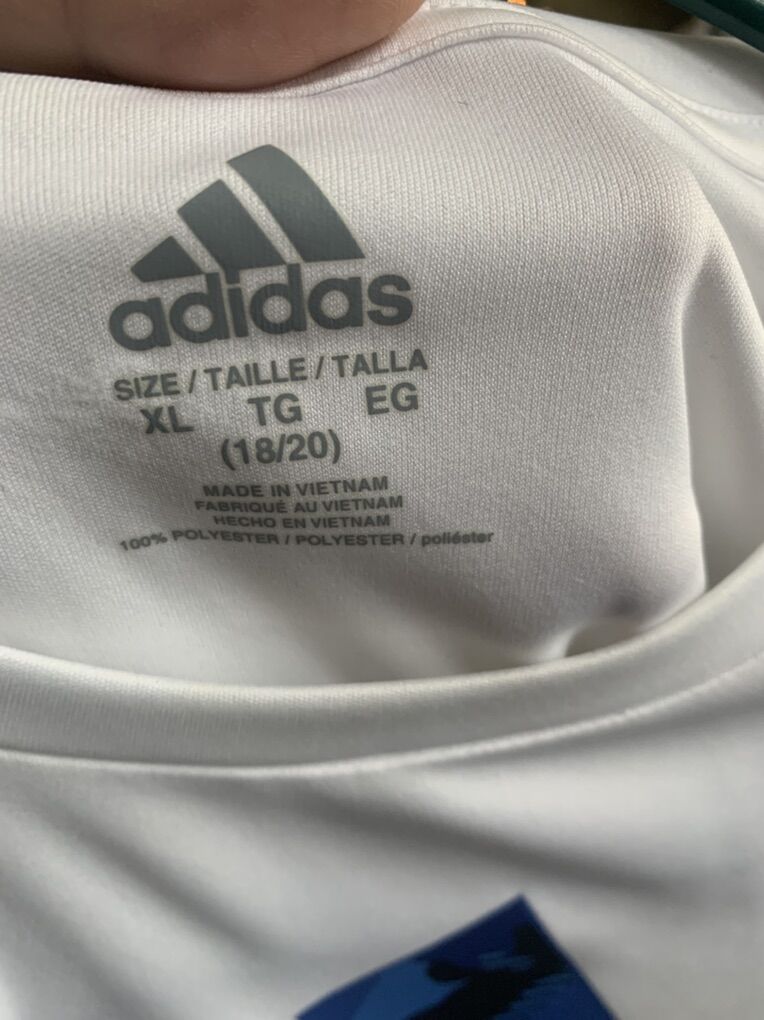 adidas
SIZE / TAILLE / TALLA
XL TG EG
(18/20)
MADE IN VIETNAM
FABRIQUÉ AU VIETNAM
HECHO EN VIETNAM
100% POLYESTER / POLYESTER / poliéster